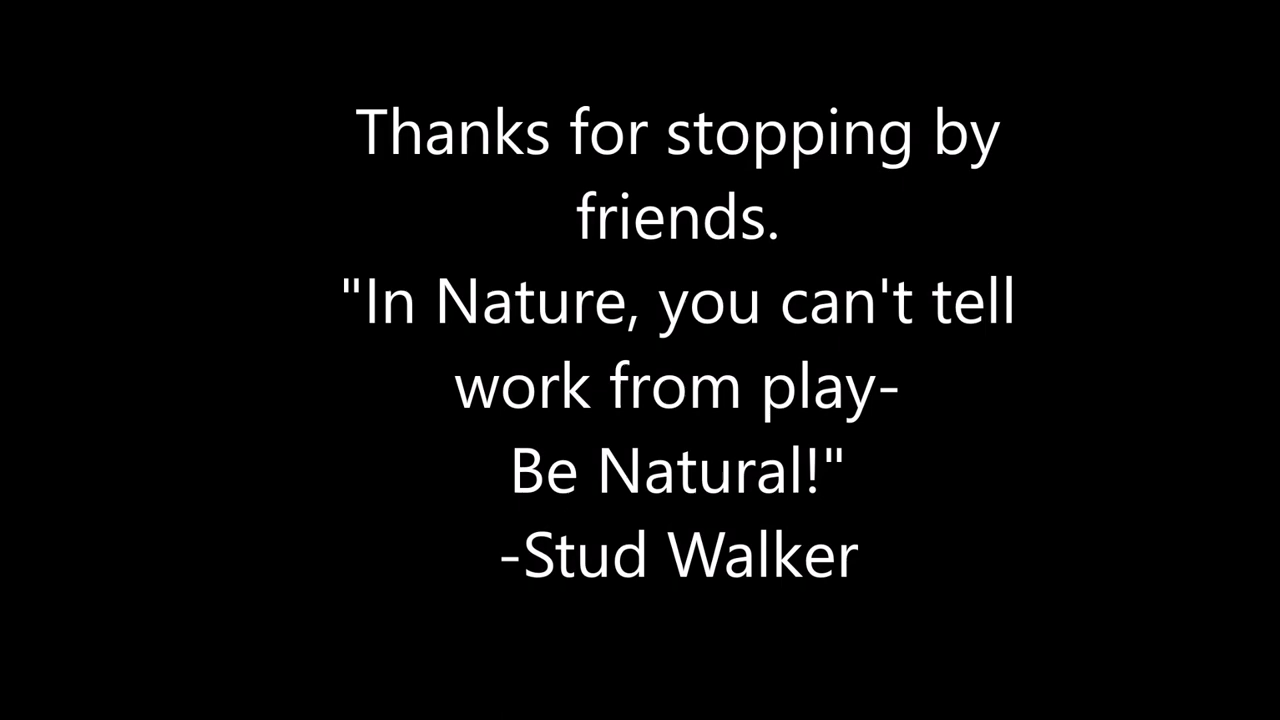 Thanks for stopping by
friends.
"In Nature, you can't tell
work from play-
Be Natural!"
-Stud Walker